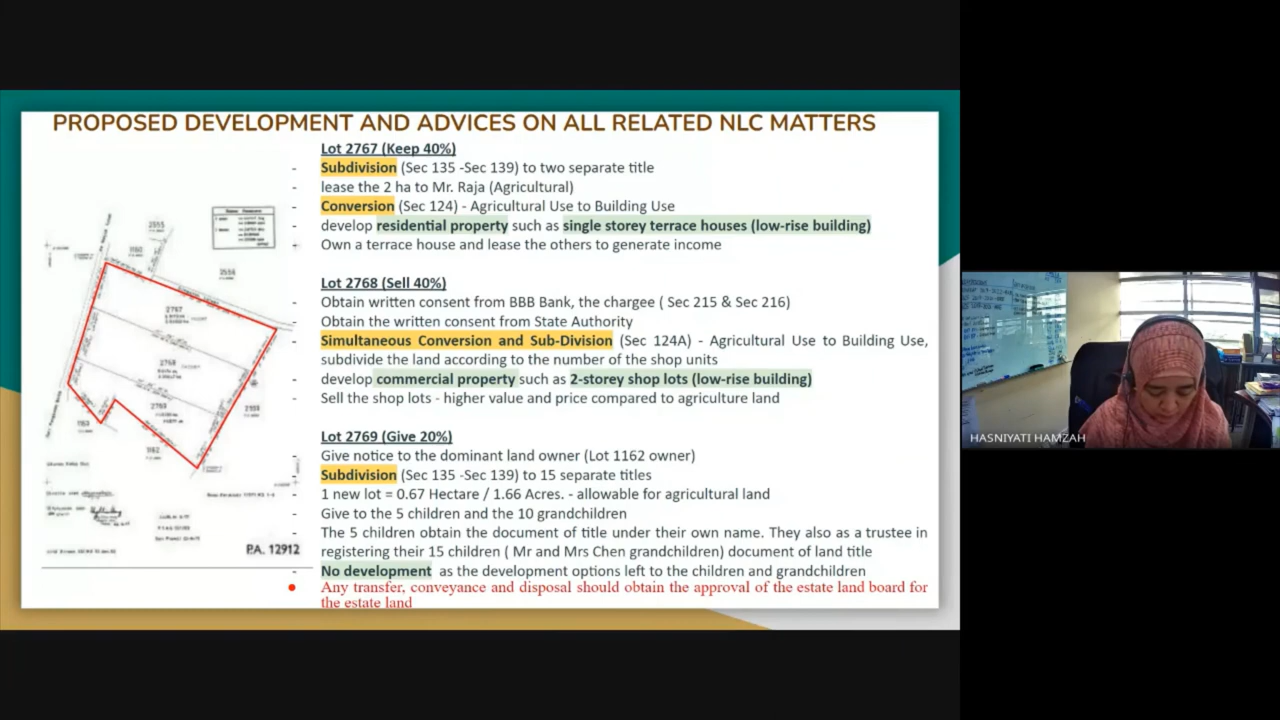 PROPOSED DEVELOPMENT AND ADVICES ON ALL RELATED NLC MATTERS
Lot 2767 (Keep 40%)
- Subdivision (Sec 135 -Sec 139) to two separate title
- lease the 2 ha to Mr. Raja (Agricultural)
- Conversion (Sec 124) - Agricultural Use to Building Use
- develop residential property such as single storey terrace houses (low-rise building)
- Own a terrace house and lease the others to generate income
Lot 2768 (Sell 40%)
- Obtain written consent from BBB Bank, the chargee ( Sec 215 & Sec 216)
- Obtain the written consent from State Authority
- Simultaneous Conversion and Sub-Division (Sec 124A) - Agricultural Use to Building Use,
subdivide the land according to the number of the shop units
- develop commercial property such as 2-storey shop lots (low-rise building)
- Sell the shop lots - higher value and price compared to agriculture land
Lot 2769 (Give 20%)
- Give notice to the dominant land owner (Lot 1162 owner)
- Subdivision (Sec 135 -Sec 139) to 15 separate titles
- 1 new lot = 0.67 Hectare / 1.66 Acres. - allowable for agricultural land
- Give to the 5 children and the 10 grandchildren
- The 5 children obtain the document of title under their own name. They also as a trustee in
registering their 15 children ( Mr and Mrs Chen grandchildren) document of land title
- No development as the development options left to the children and grandchildren
● Any transfer, conveyance and disposal should obtain the approval of the estate land board for
the estate land
2767
2768
2769
1162
P.A. 12912
HASNIYATI HAMZAH